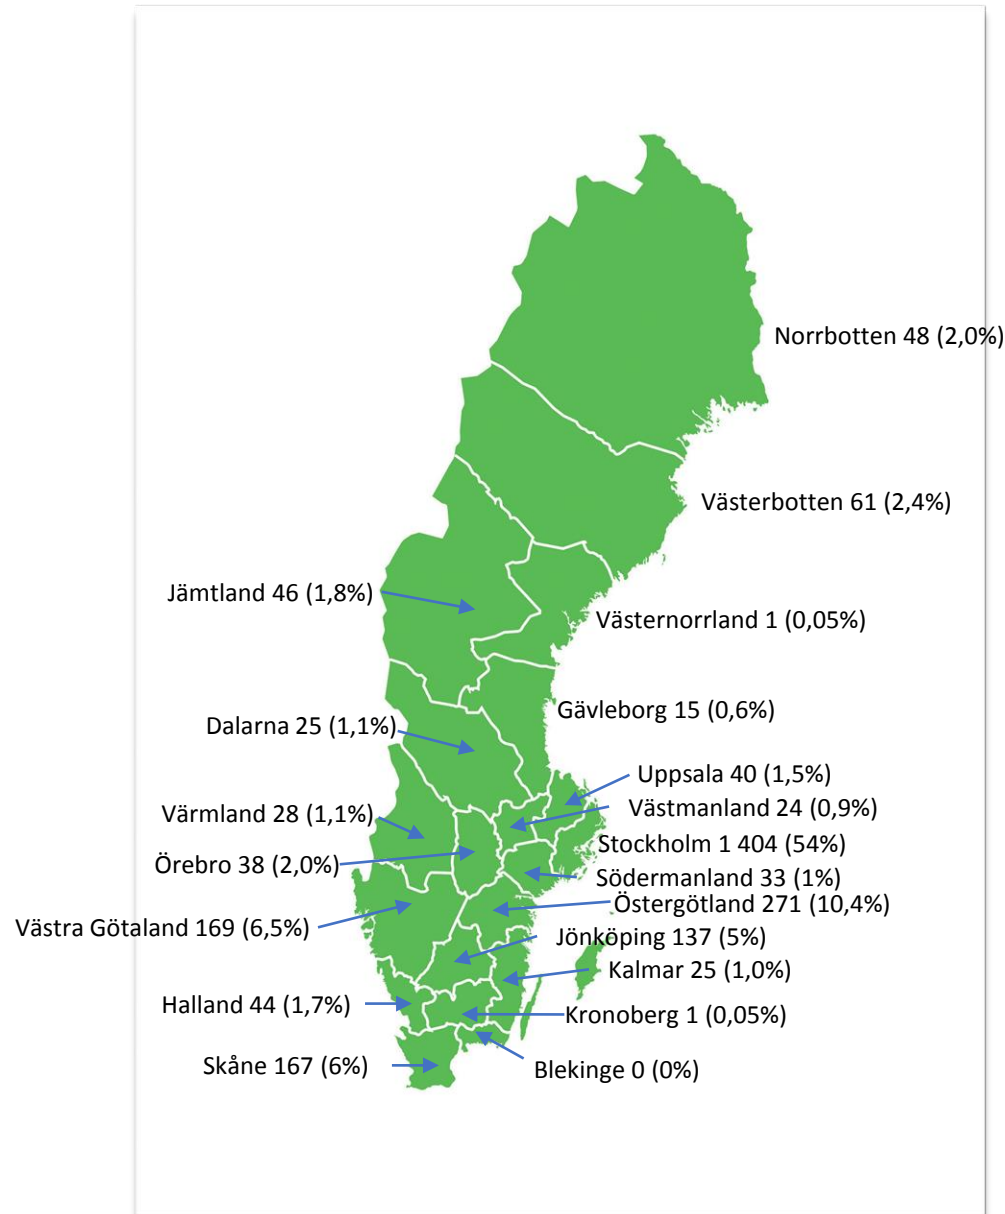 Norrbotten 48 (2,0%)
Västerbotten 61 (2,4%)
Jämtland 46 (1,8%)
Västernorrland 1 (0,05%)
Gävleborg 15 (0,6%)
Dalarna 25 (1,1%)
Uppsala 40 (1,5%)
Värmland 28 (1,1%)
Västmanland 24 (0,9%)
Stockholm 1 404 (54%)
Örebro 38 (2,0%)
Södermanland 33 (1%)
Östergötland 271 (10,4%)
Västra Götaland 169 (6,5%)
Jönköping 137 (5%)
Kalmar 25 (1,0%)
Halland 44 (1,7%)
Kronoberg 1 (0,05%)
Skåne 167 (6%)
Blekinge 0 (0%)